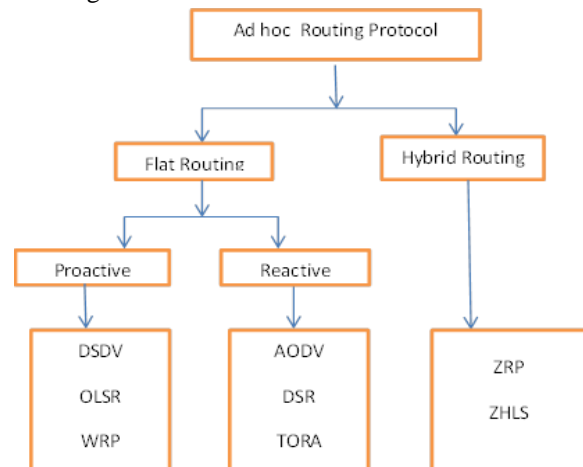 Ad hoc Routing Protocol
Flat Routing
Hybrid Routing
Proactive
Reactive
DSDV
OLSR
WRP
AODV
DSR
TORA
ZRP
ZHLS